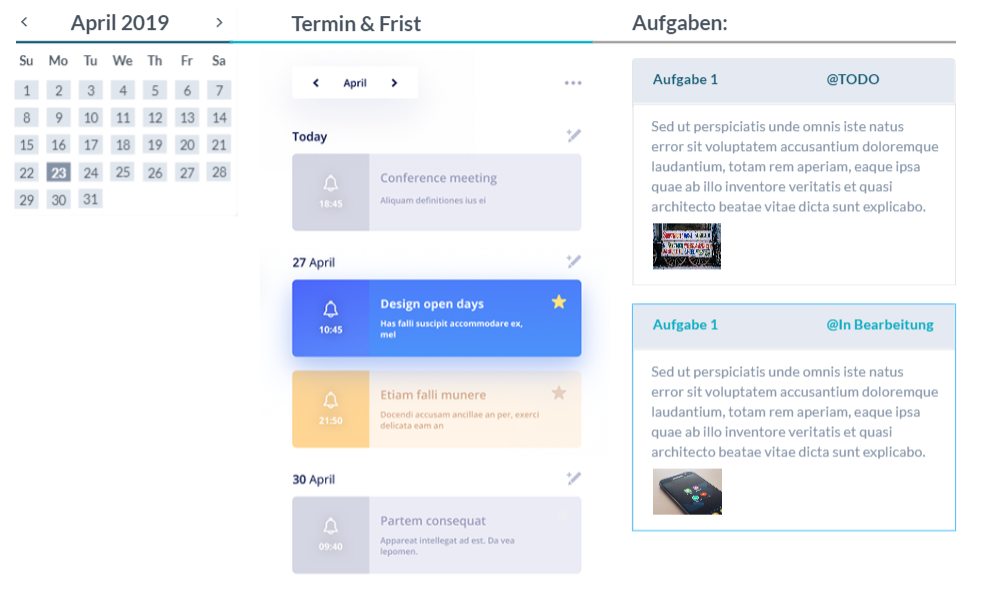 April 2019
Su Mo Tu We Th Fr Sa
1 2 3 4 5 6 7
8 9 10 11 12 13 14
15 16 17 18 19 20 21
22 23 24 25 26 27 28
29 30 31
Termin & Frist
April
Today
18:45
Conference meeting
Aliquam definitiones ius ei
27 April
10:45
Design open days
Has falli suscipit accommodare ex,
mel
21:50
Etiam falli munere
Docendi accusam ancillae an per, exerci
delicata eam an
30 April
09:40
Partem consequat
Appareat intellegat ad est. Da vea
lepomen.
Aufgaben:
Aufgabe 1 @TODO
Sed ut perspiciatis unde omnis iste natus
error sit voluptatem accusantium doloremque
laudantium, totam rem aperiam, eaque ipsa
quae ab illo inventore veritatis et quasi
architecto beatae vitae dicta sunt explicabo.
Aufgabe 1 @In Bearbeitung
Sed ut perspiciatis unde omnis iste natus
error sit voluptatem accusantium doloremque
laudantium, totam rem aperiam, eaque ipsa
quae ab illo inventore veritatis et quasi
architecto beatae vitae dicta sunt explicabo.